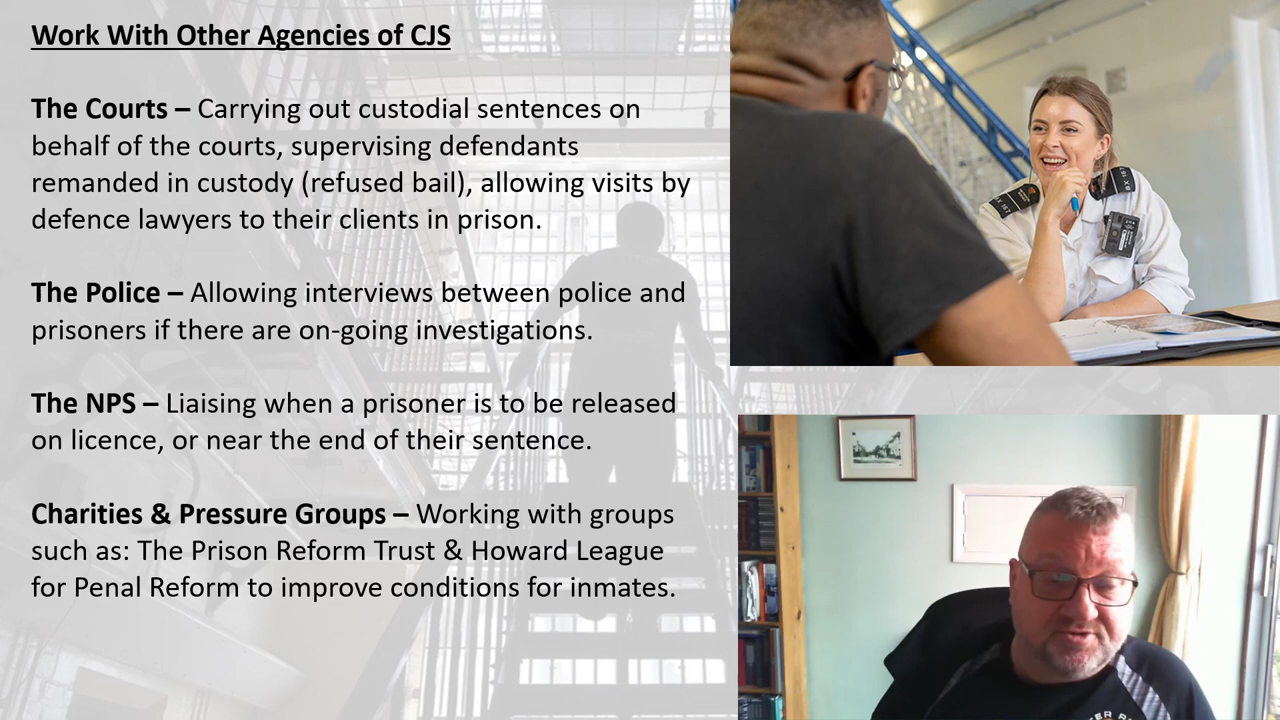 Work With Other Agencies of CJS
The Courts – Carrying out custodial sentences on
behalf of the courts, supervising defendants
remanded in custody (refused bail), allowing visits by
defence lawyers to their clients in prison.
The Police – Allowing interviews between police and
prisoners if there are on-going investigations.
The NPS – Liaising when a prisoner is to be released
on licence, or near the end of their sentence.
Charities & Pressure Groups – Working with groups
such as: The Prison Reform Trust & Howard League
for Penal Reform to improve conditions for inmates.